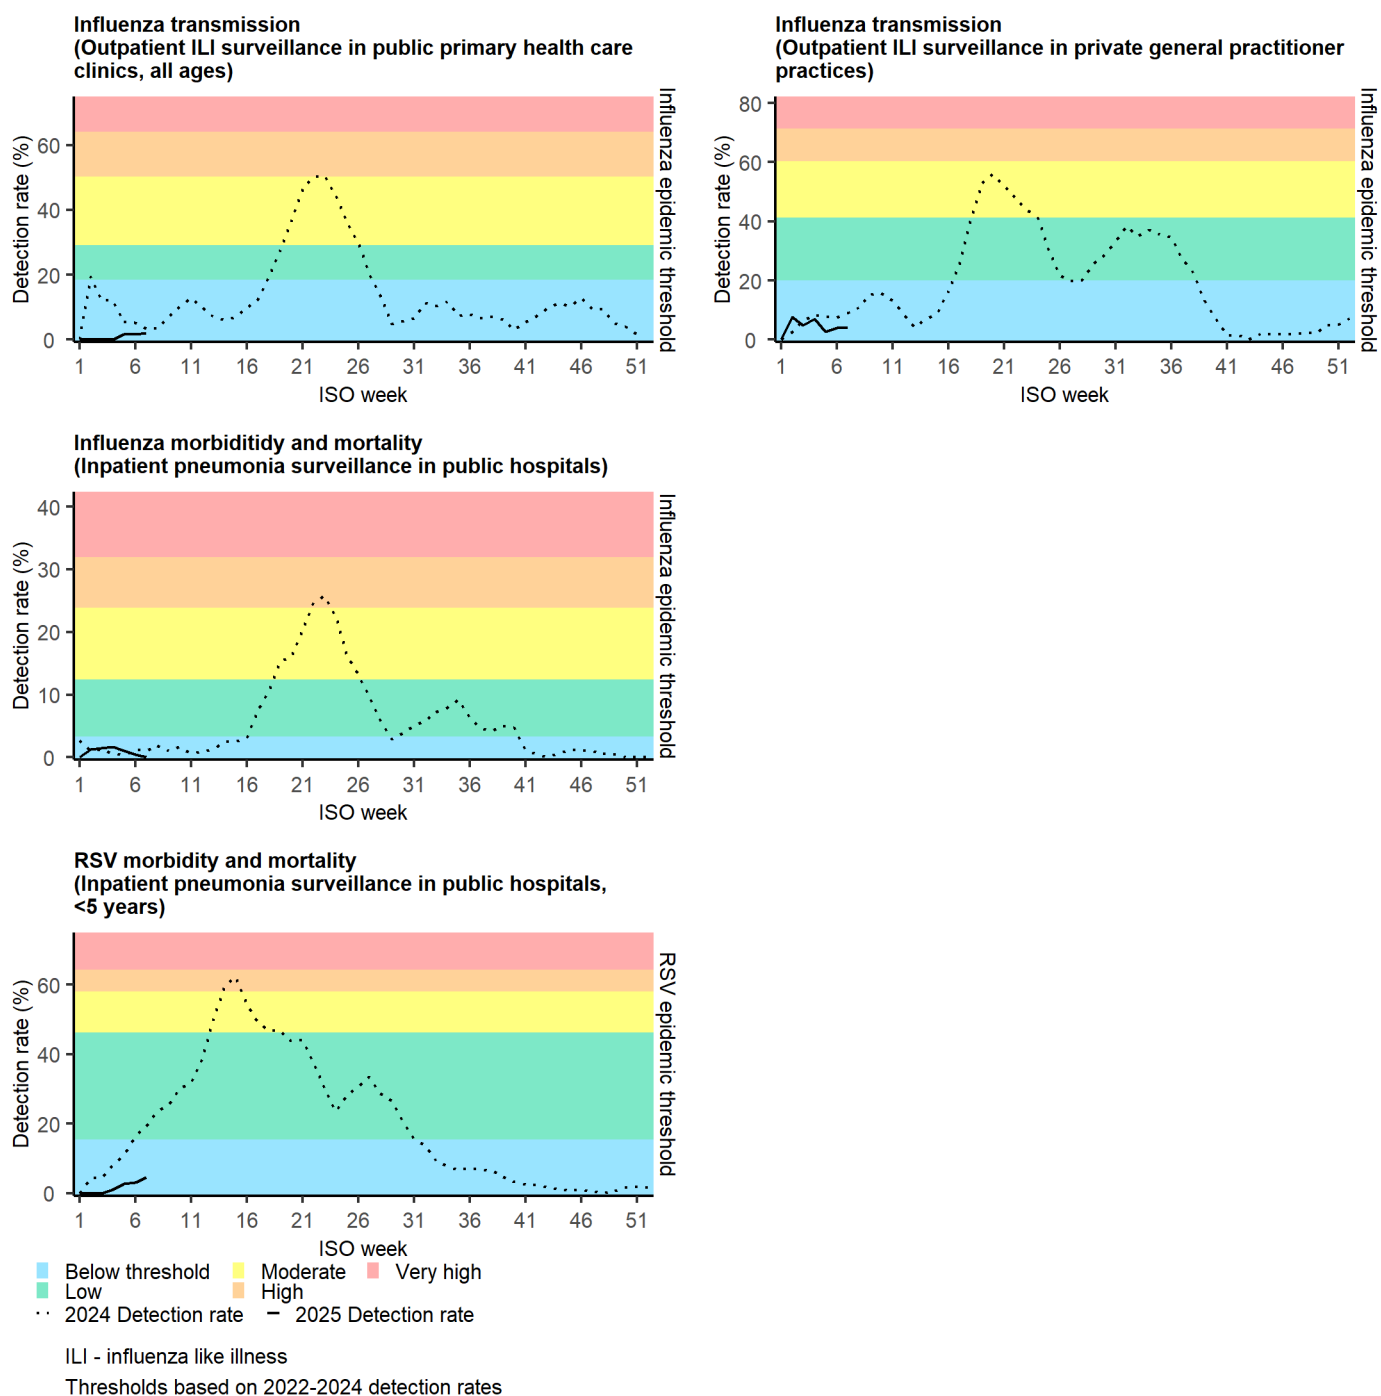 Influenza transmission
(Outpatient ILI surveillance in public primary health care
clinics, all ages)
Detection rate (%)
60
40
20
0
1 6 11 16 21 26 31 36 41 46 51
ISO week
Influenza epidemic threshold
Influenza transmission
(Outpatient ILI surveillance in private general practitioner
practices)
Detection rate (%)
80
60
40
20
0
1 6 11 16 21 26 31 36 41 46 51
ISO week
Influenza epidemic threshold
Influenza morbiditidy and mortality
(Inpatient pneumonia surveillance in public hospitals)
Detection rate (%)
40
30
20
10
0
1 6 11 16 21 26 31 36 41 46 51
ISO week
Influenza epidemic threshold
RSV morbidity and mortality
(Inpatient pneumonia surveillance in public hospitals,
<5 years)
Detection rate (%)
60
40
20
0
1 6 11 16 21 26 31 36 41 46 51
ISO week
RSV epidemic threshold
Below threshold Moderate Very high
Low High
2024 Detection rate 2025 Detection rate
ILI - influenza like illness
Thresholds based on 2022-2024 detection rates